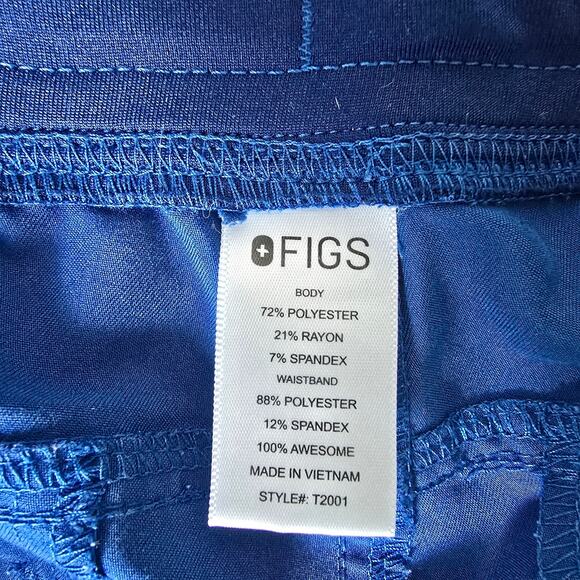 FIGS
BODY
72% POLYESTER
21% RAYON
7% SPANDEX
WAISTBAND
88% POLYESTER
12% SPANDEX
100% AWESOME
MADE IN VIETNAM
STYLE#: T2001